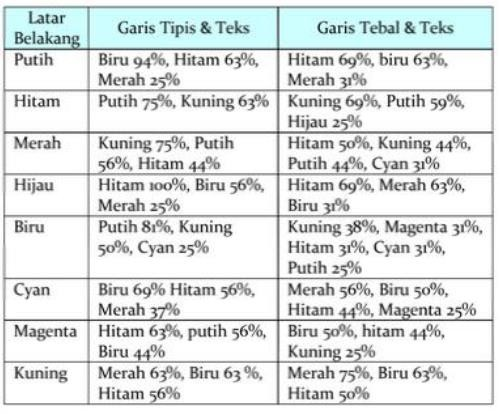 Latar Belakang | Garis Tipis & Teks | Garis Tebal & Teks
Putih | Biru 94%, Hitam 63%, Merah 25% | Hitam 69%, biru 63%, Merah 31%
Hitam | Putih 75%, Kuning 63% | Kuning 69%, Putih 59%, Hijau 25%
Merah | Kuning 75%, Putih 56%, Hitam 44% | Hitam 50%, Kuning 44%, Putih 44%, Cyan 31%
Hijau | Hitam 100%, Biru 56%, Merah 25% | Hitam 69%, Merah 63%, Biru 31%
Biru | Putih 81%, Kuning 50%, Cyan 25% | Kuning 38%, Magenta 31%, Hitam 31%, Cyan 31%, Putih 25%
Cyan | Biru 69% Hitam 56%, Merah 37% | Merah 56%, Biru 50%, Hitam 44%, Magenta 25%
Magenta | Hitam 63%, putih 56%, Biru 44% | Biru 50%, hitam 44%, Kuning 25%
Kuning | Merah 63%, Biru 63 %, Hitam 56% | Merah 75%, Biru 63%, Hitam 50%